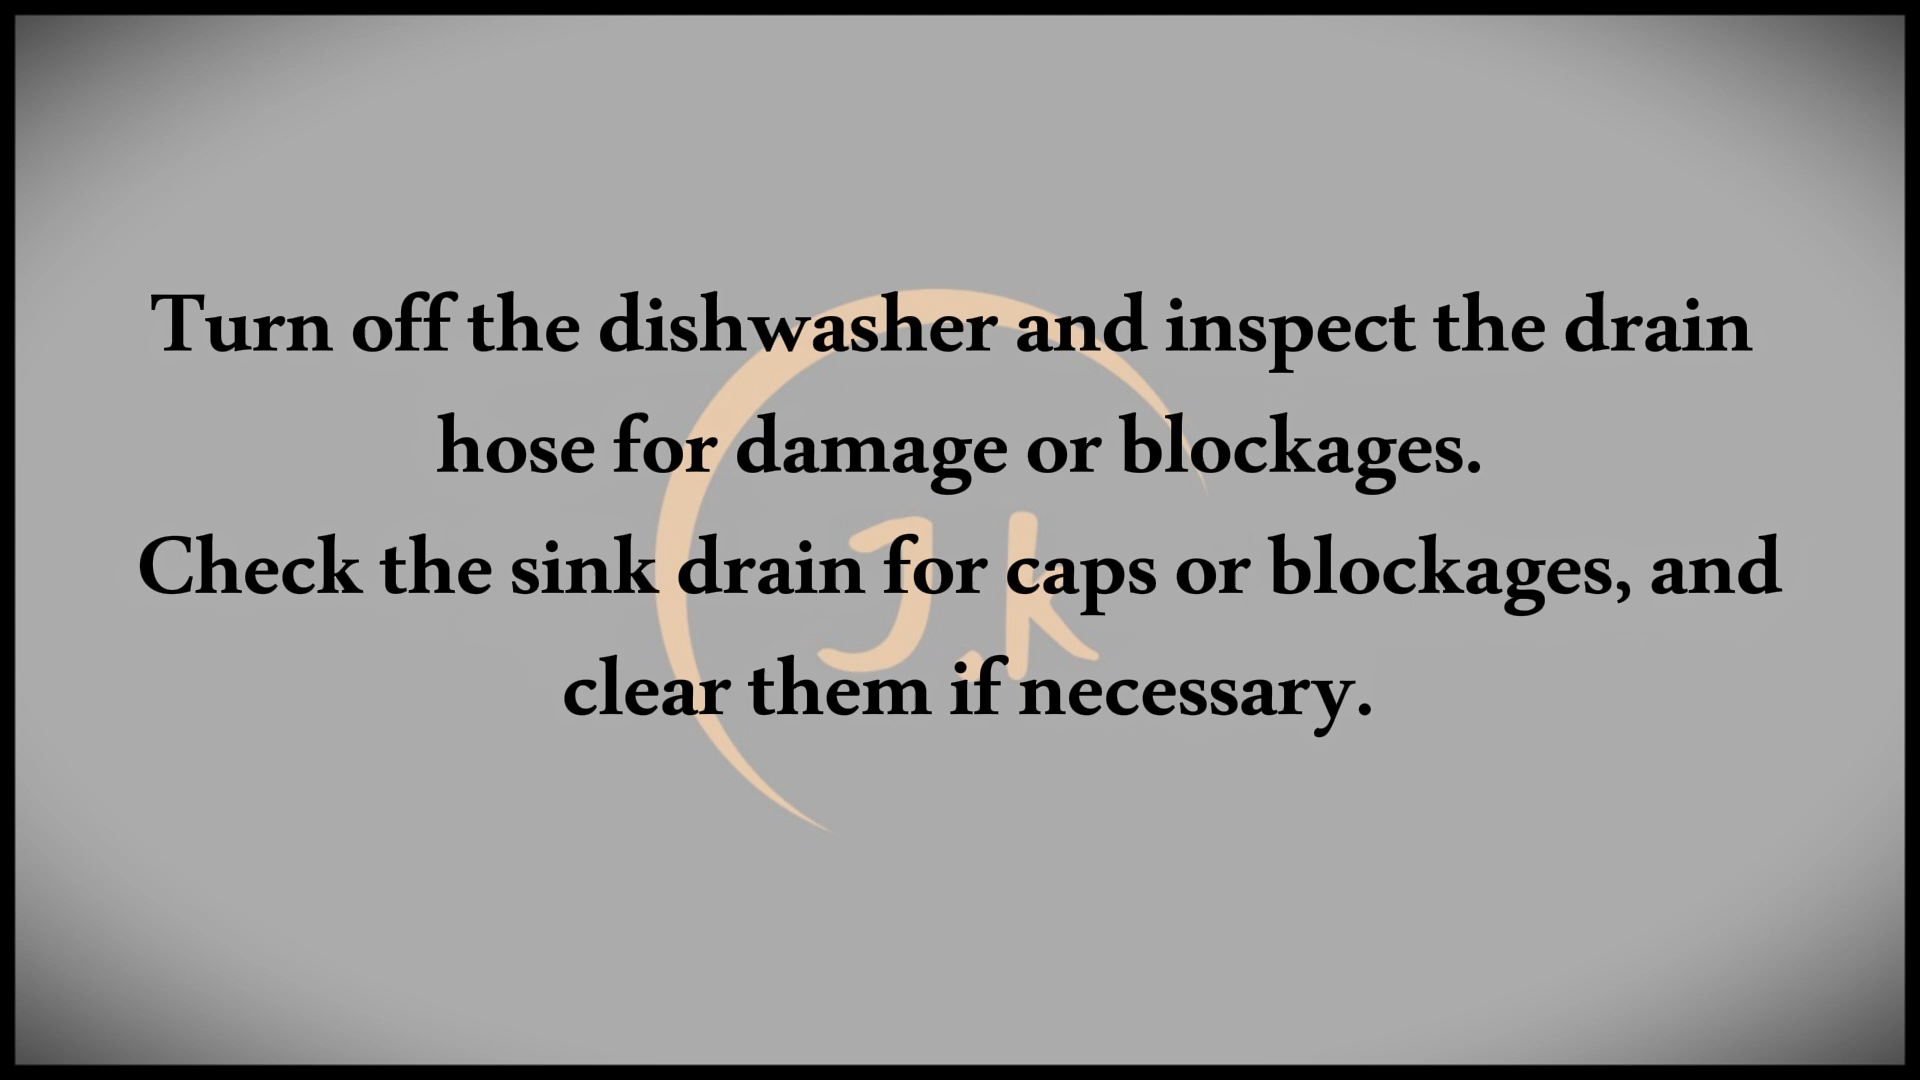 Turn off the dishwasher and inspect the drain
hose for damage or blockages.
J.K
Check the sink drain for caps or blockages, and
clear them if necessary.